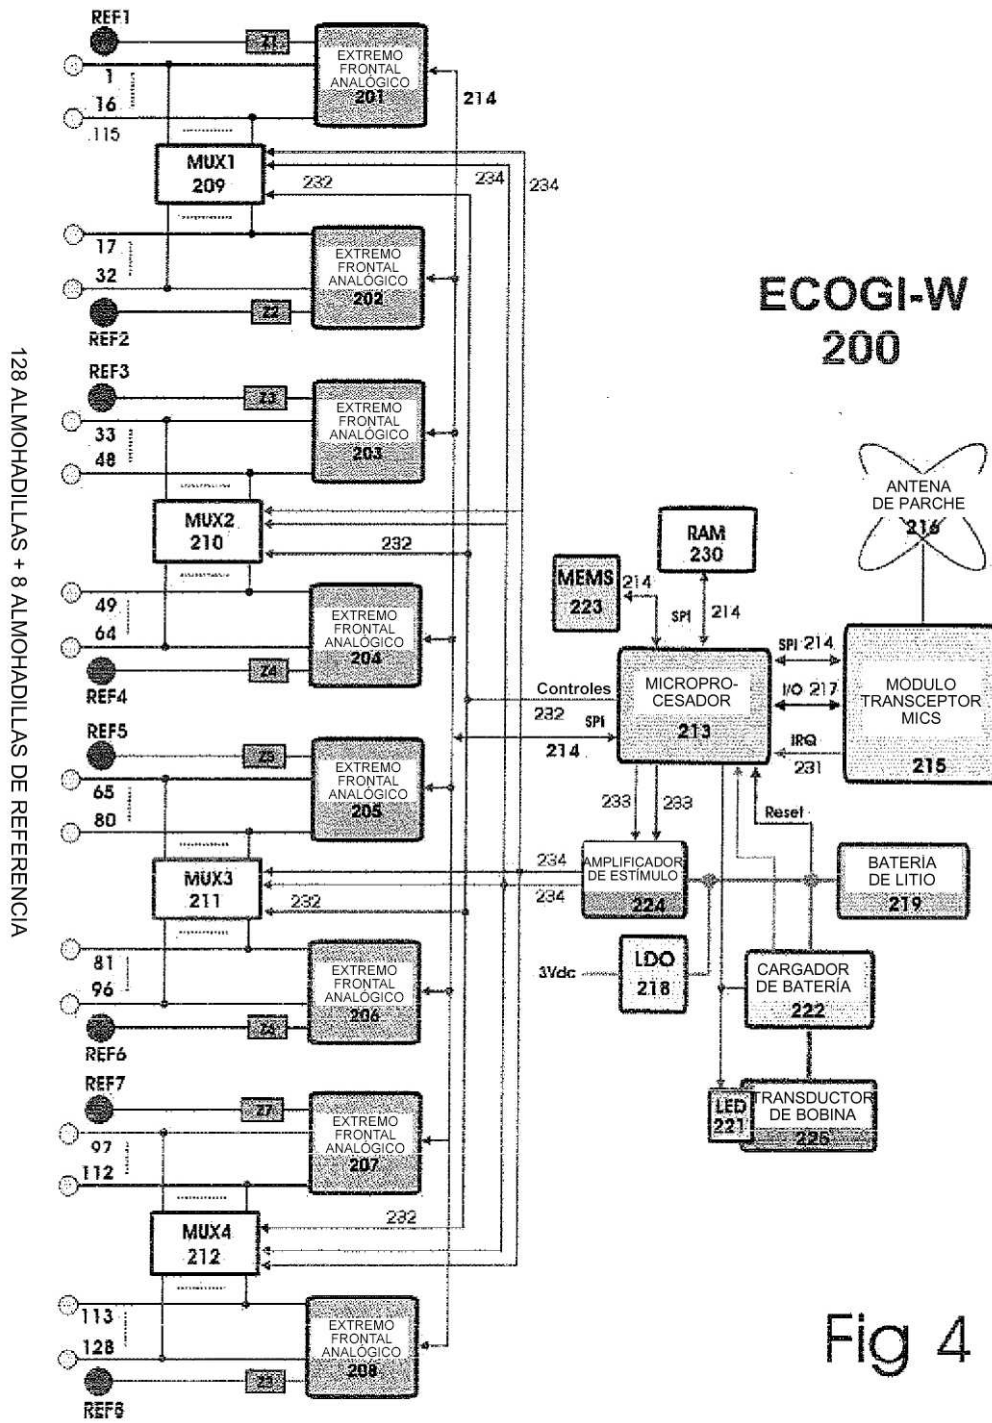 REF1
Z1
EXTREMO
FRONTAL
ANALÓGICO
201
1
16
.115
214
MUX1
209
232
234
234
17
32
EXTREMO
FRONTAL
ANALÓGICO
202
Z2
REF2
ECOGI-W
200
128 ALMOHADILLAS + 8 ALMOHADILLAS DE REFERENCIA
REF3
Z3
EXTREMO
FRONTAL
ANALÓGICO
203
33
48
MUX2
210
232
49
64
EXTREMO
FRONTAL
ANALÓGICO
204
Z4
REF4
ANTENA
DE PARCHE
216
RAM
230
MEMS
223
214
SPI
214
MICROPRO-
CESADOR
213
SPI 214
I/O 217
IRQ
231
MÓDULO
TRANSCEPTOR
MICS
215
Controles
232
SPI
214
REF5
Z5
EXTREMO
FRONTAL
ANALÓGICO
205
65
80
233
233
Reset
MUX3
211
232
234
234
AMPLIFICADOR
DE ESTÍMULO
224
BATERÍA
DE LITIO
219
81
96
EXTREMO
FRONTAL
ANALÓGICO
206
Z6
REF6
3Vdc
LDO
218
CARGADOR
DE BATERÍA
222
REF7
Z7
EXTREMO
FRONTAL
ANALÓGICO
207
97
112
LED
221
TRANSDUCTOR
DE BOBINA
MUX4
212
232
113
128
EXTREMO
FRONTAL
ANALÓGICO
208
REF8
Fig 4